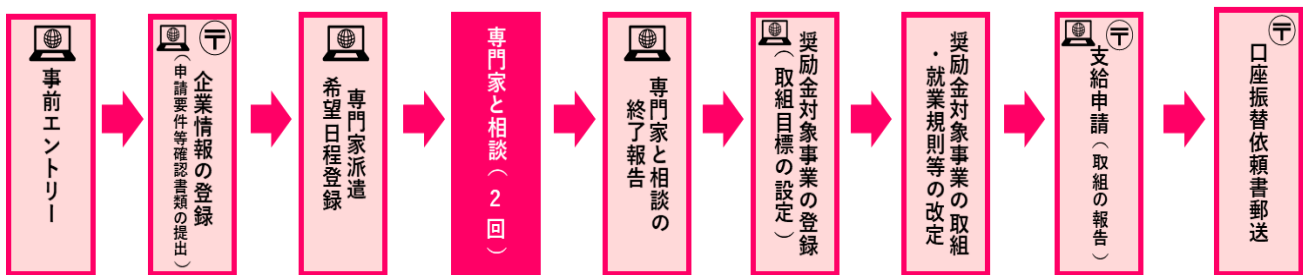 事前エントリー
〒
企業情報の登録
（申請要件等確認書類の提出）
専門家派遣
希望日程登録
専門家と相談（2回）
専門家と相談の
終了報告
奨励金対象事業の登録
（取組目標の設定）
奨励金対象事業の取組
・就業規則等の改定
〒
支給申請（取組の報告）
〒
口座振替依頼書郵送